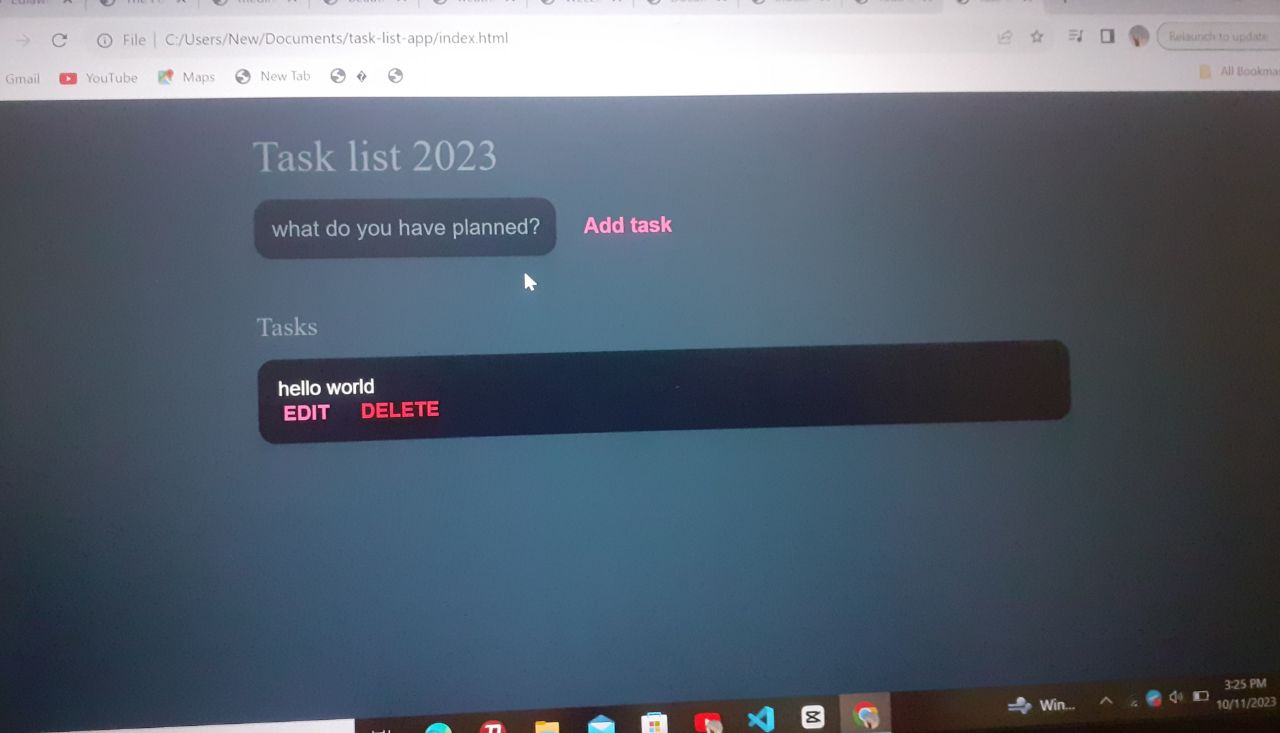 File | C:/Users/New/Documents/task-list-app/index.html
Relaunch to update
Gmail YouTube Maps New Tab
All Bookma
Task list 2023
what do you have planned? Add task
Tasks
hello world
EDIT DELETE
Win...
3:25 PM
10/11/2023